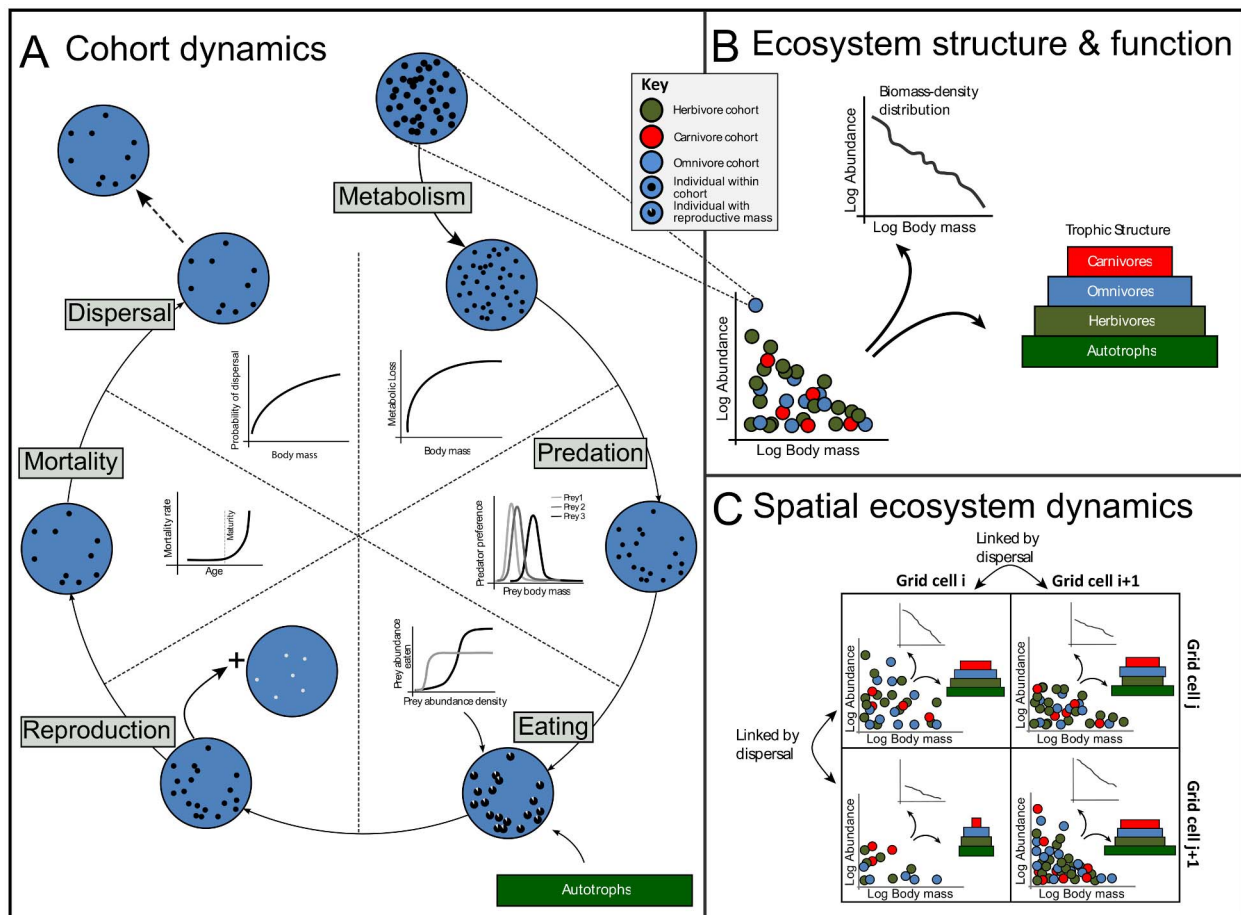 A Cohort dynamics
Metabolism
Dispersal
Probability of dispersal
Body mass
Metabolic Loss
Body mass
Predation
Mortality
Mortality rate
Maturity
Age
Prey1
Prey 2
Prey 3
Predator preference
Prey body mass
Prey abundance
eaten
Prey abundance density
+
Reproduction
Eating
Autotrophs
Key
Herbivore cohort
Carnivore cohort
Omnivore cohort
Individual within
cohort
Individual with
reproductive mass
B Ecosystem structure & function
Biomass-density
distribution
Log Abundance
Log Body mass
Trophic Structure
Carnivores
Omnivores
Herbivores
Autotrophs
Log Abundance
Log Body mass
C Spatial ecosystem dynamics
Linked by
dispersal
Grid cell i
Grid cell i+1
Grid cell j
Log Abundance
Log Body mass
Log Abundance
Log Body mass
Linked by
dispersal
Grid cell j+1
Log Abundance
Log Body mass
Log Abundance
Log Body mass